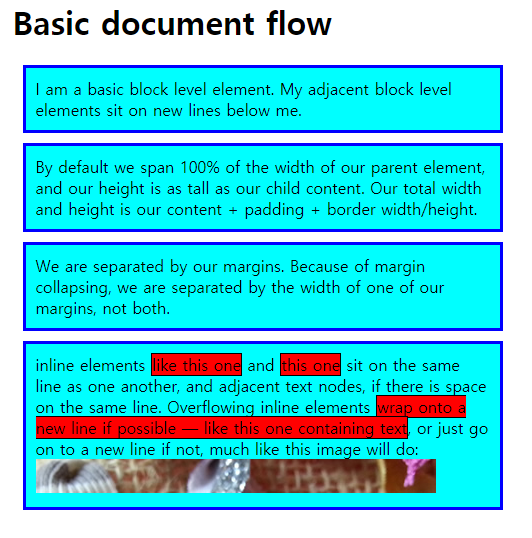 Basic document flow
I am a basic block level element. My adjacent block level
elements sit on new lines below me.
By default we span 100% of the width of our parent element,
and our height is as tall as our child content. Our total width
and height is our content + padding + border width/height.
We are separated by our margins. Because of margin
collapsing, we are separated by the width of one of our
margins, not both.
inline elements like this one and this one sit on the same
line as one another, and adjacent text nodes, if there is space
on the same line. Overflowing inline elements wrap onto a
new line if possible — like this one containing text, or just go
on to a new line if not, much like this image will do: